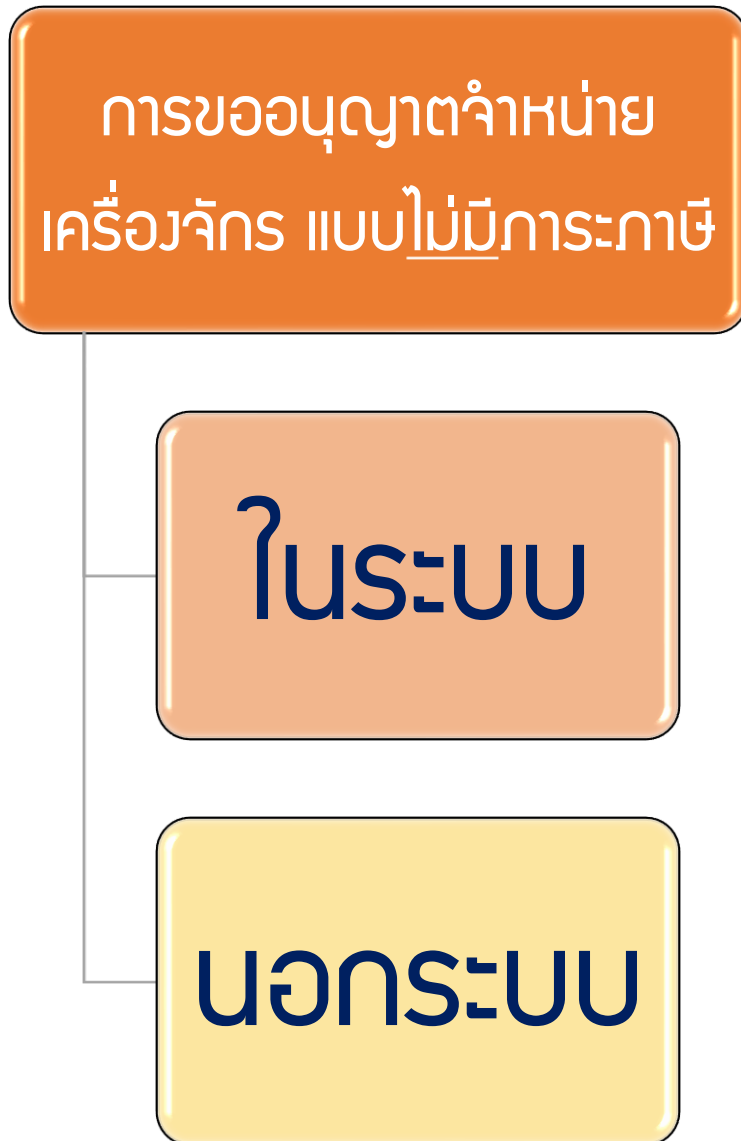 การขออนุญาตจำหน่าย
เครื่องจักร แบบไม่มีภาระภาษี
ในระบบ
นอกระบบ